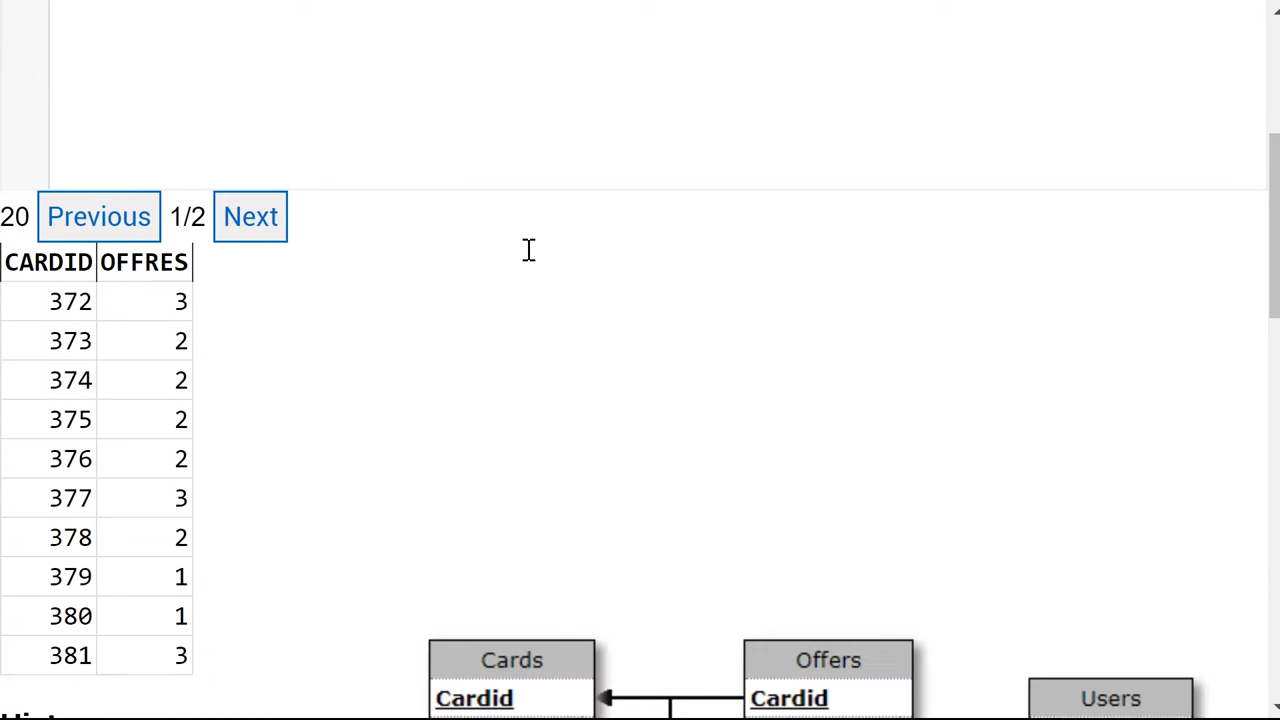 20 Previous 1/2 Next
CARDID OFFRES
372 3
373 2
374 2
375 2
376 2
377 3
378 2
379 1
380 1
381 3
Cards Offers
Cardid Cardid Users